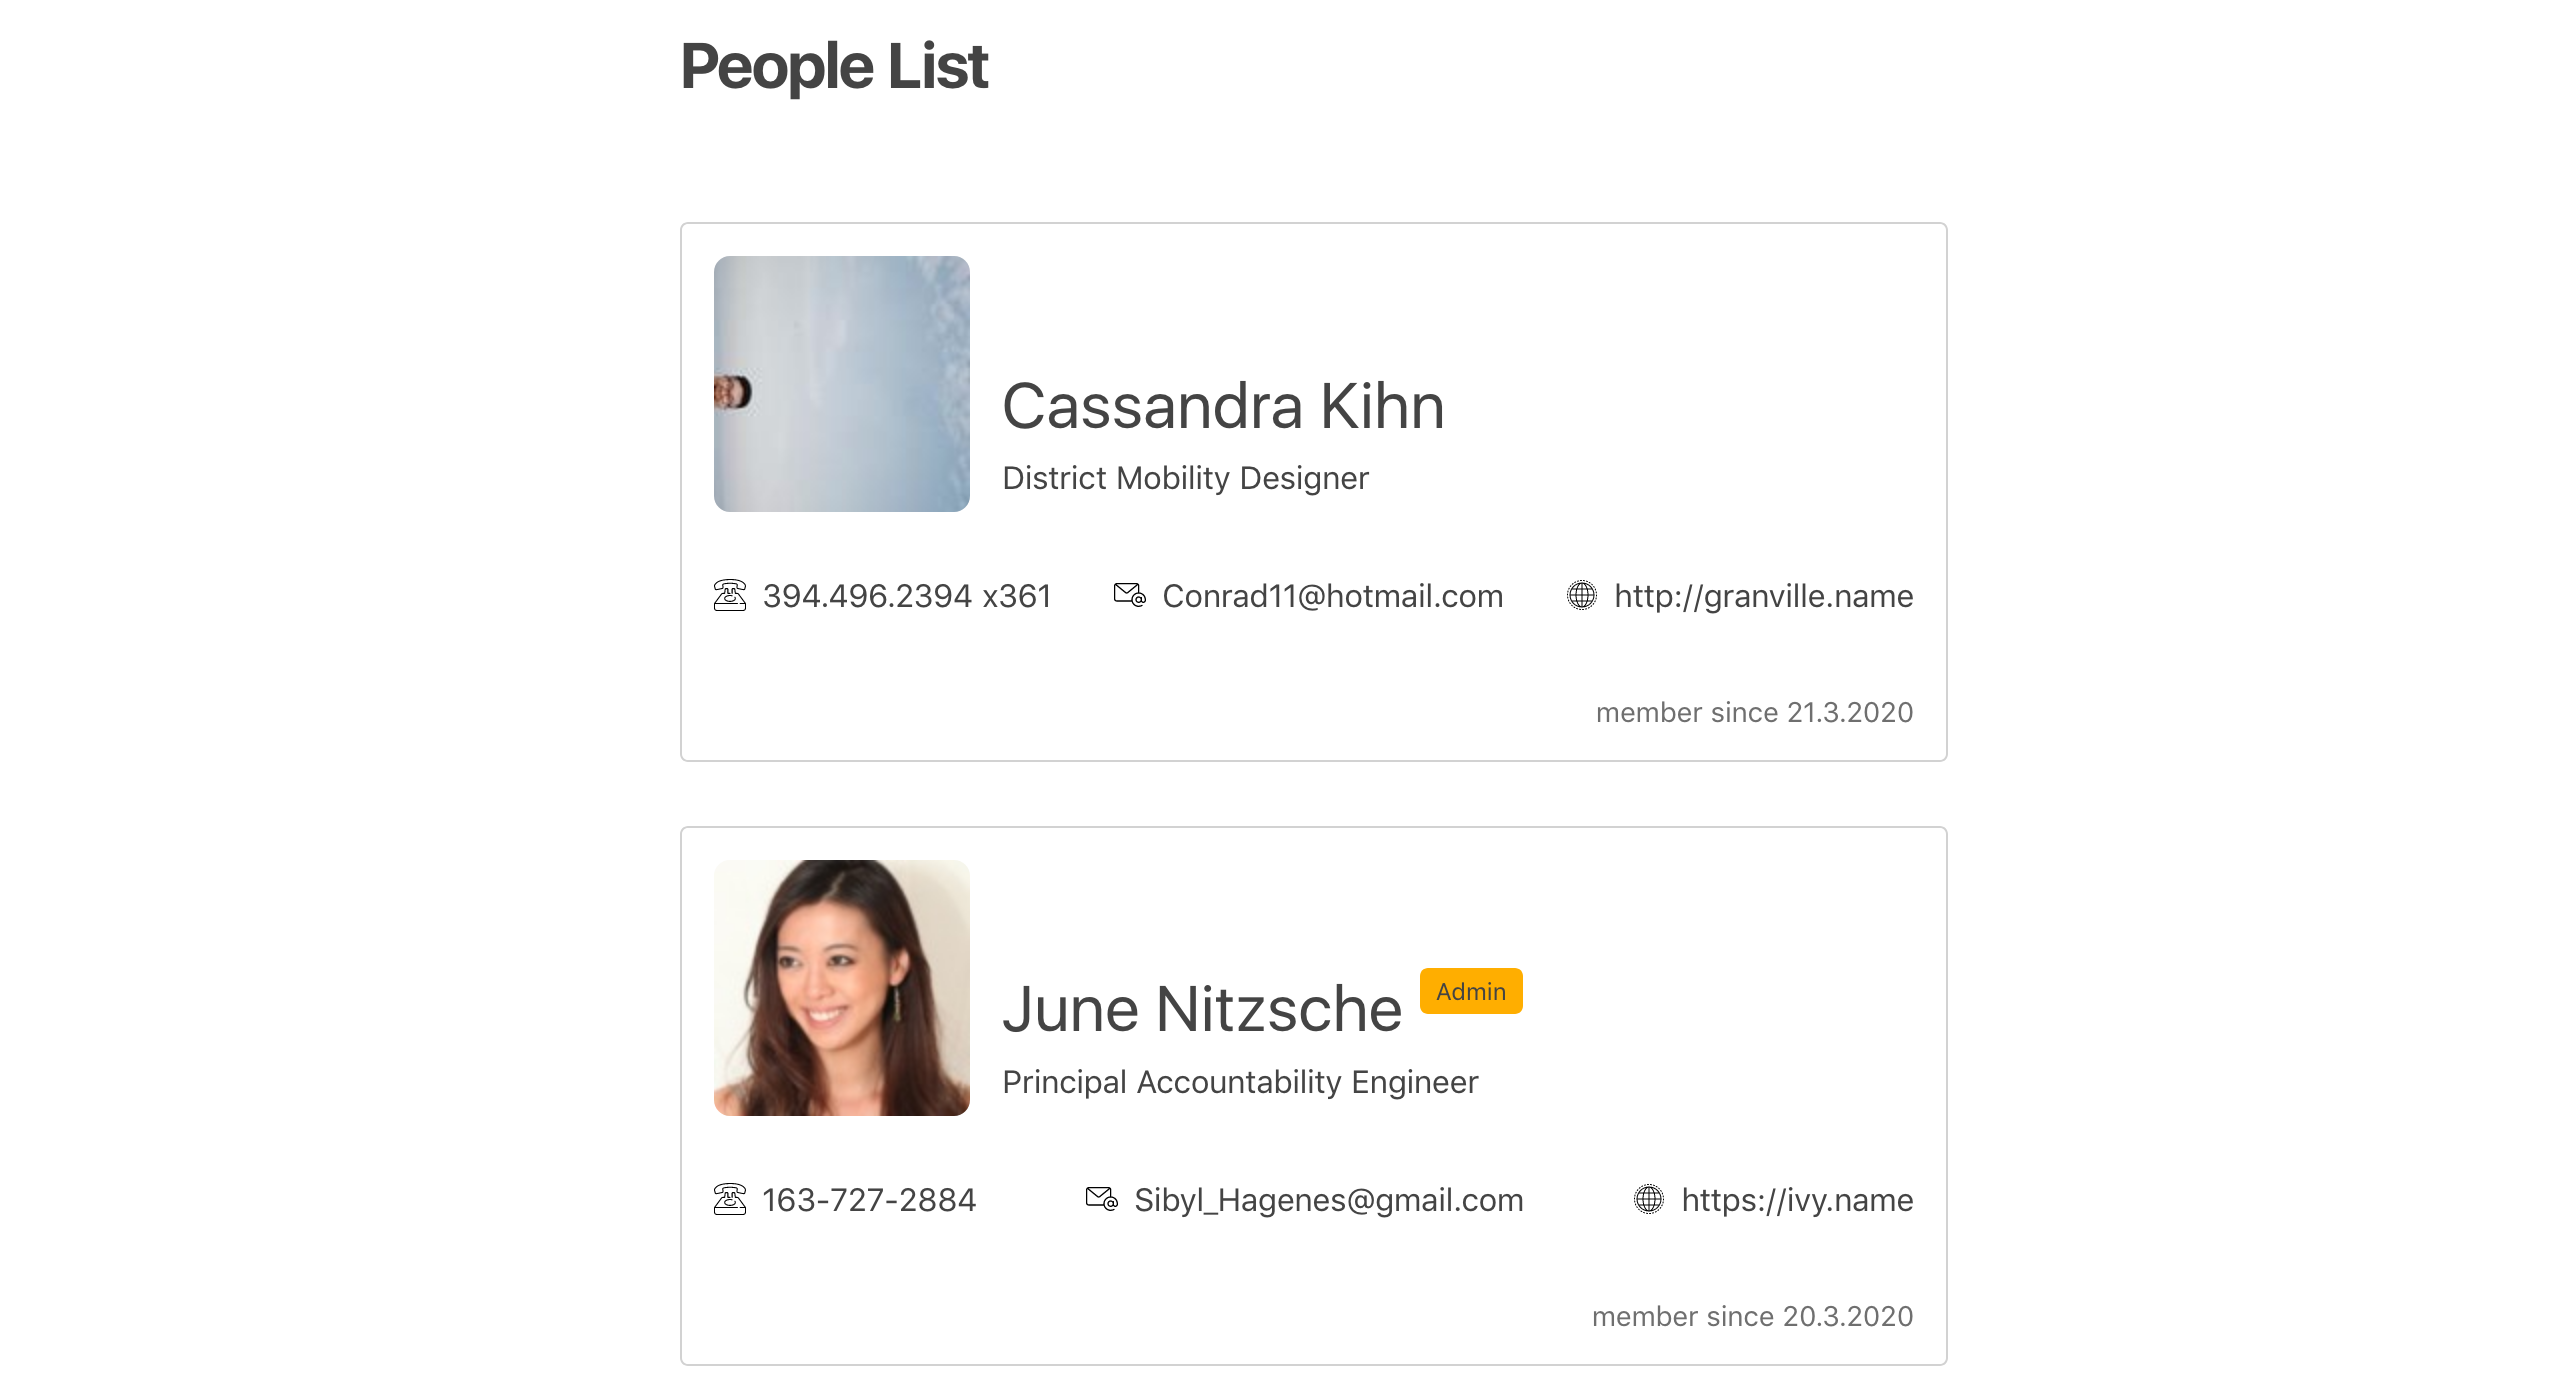 People List
Cassandra Kihn
District Mobility Designer
394.496.2394 x361 Conrad11@hotmail.com http://granville.name
member since 21.3.2020
June Nitzsche Admin
Principal Accountability Engineer
163-727-2884 Sibyl_Hagenes@gmail.com https://ivy.name
member since 20.3.2020